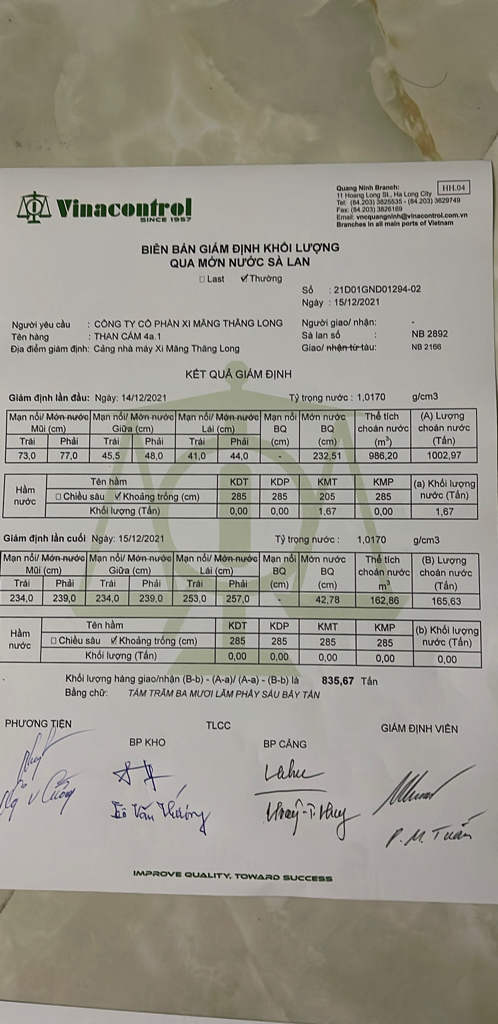 Vinacontrol
SINCE 1957
Quang Ninh Branch:
11 Hoang Long St., Ha Long City
Tel: (84.203) 3825535 - (84.203) 3829749
Fax: (84.203) 3826169
Email: vncquangninh@vinacontrol.com.vn
Branches in all main ports of Vietnam
HH.04
BIÊN BẢN GIÁM ĐỊNH KHỐI LƯỢNG
QUA MỚN NƯỚC SÀ LAN
□ Last ☑ Thường
Số : 21D01GND01294-02
Ngày : 15/12/2021
Người yêu cầu : CÔNG TY CỔ PHẦN XI MĂNG THĂNG LONG Người giao/ nhận: -
Tên hàng : THAN CÁM 4a.1 Sà lan số : NB 2892
Địa điểm giám định: Cảng nhà máy Xi Măng Thăng Long Giao/ nhận từ tàu: NB 2166
KẾT QUẢ GIÁM ĐỊNH
Giám định lần đầu: Ngày: 14/12/2021 Tỷ trọng nước : 1,0170 g/cm3
Mạn nổi/ Mớn nước Mũi (cm) Mạn nổi/ Mớn nước Giữa (cm) Mạn nổi/ Mớn nước Lái (cm) Mạn nổi BQ (cm) Mớn nước BQ (cm) Thể tích choán nước (m³) (A) Lượng choán nước (Tấn)
Trái Phải Trái Phải Trái Phải
73,0 77,0 45,5 48,0 41,0 44,0 - 232,51 986,20 1002,97
Hầm nước Tên hầm KDT KDP KMT KMP (a) Khối lượng nước (Tấn)
□ Chiều sâu ☑ Khoảng trống (cm) 285 285 205 285
Khối lượng (Tấn) 0,00 0,00 1,67 0,00 1,67
Giám định lần cuối Ngày: 15/12/2021 Tỷ trọng nước : 1,0170 g/cm3
Mạn nổi/ Mớn nước Mũi (cm) Mạn nổi/ Mớn nước Giữa (cm) Mạn nổi/ Mớn nước Lái (cm) Mạn nổi BQ (cm) Mớn nước BQ (cm) Thể tích choán nước m³ (B) Lượng choán nước (Tấn)
Trái Phải Trái Phải Trái Phải
234,0 239,0 234,0 239,0 253,0 257,0 - 42,78 162,86 165,63
Hầm nước Tên hầm KDT KDP KMT KMP (b) Khối lượng nước (Tấn)
□ Chiều sâu ☑ Khoảng trống (cm) 285 285 285 285
Khối lượng (Tấn) 0,00 0,00 0,00 0,00 0,00
Khối lượng hàng giao/nhận (B-b) - (A-a)/ (A-a) - (B-b) là 835,67 Tấn
Bằng chữ: TÁM TRĂM BA MƯƠI LĂM PHẨY SÁU BẢY TẤN
PHƯƠNG TIỆN TLCC GIÁM ĐỊNH VIÊN
BP KHO BP CẢNG
P. M. Tuấn
IMPROVE QUALITY, TOWARD SUCCESS